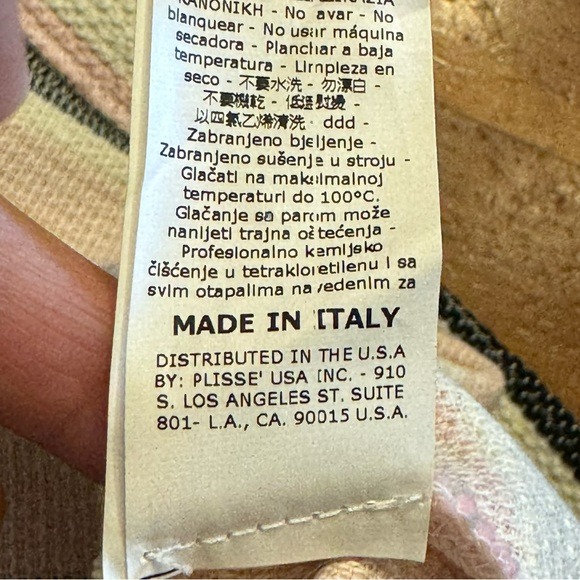 KANONIKH - No avar - No
blanquear - No usar máquina
secadora - Planchar a baja
temperatura - Limpieza en
seco - 不要水洗 - 勿漂白 -
不要機乾 - 低溫熨燙 -
以四氯乙烯清洗 - ddd -
Zabranjeno bjeljenje -
Zabranjeno sušenje u stroju -
Glačati na maksimalnoj
temperaturi do 100°C.
Glačanje sa parom može
nanijeti trajna oštećenja -
Profesionalno kemijsko
čišćenje u tetrakloretilenu i sa
svim otapalima navedenim za
MADE IN ITALY
DISTRIBUTED IN THE U.S.A
BY: PLISSE' USA INC. - 910
S. LOS ANGELES ST. SUITE
801- L.A., CA. 90015 U.S.A.